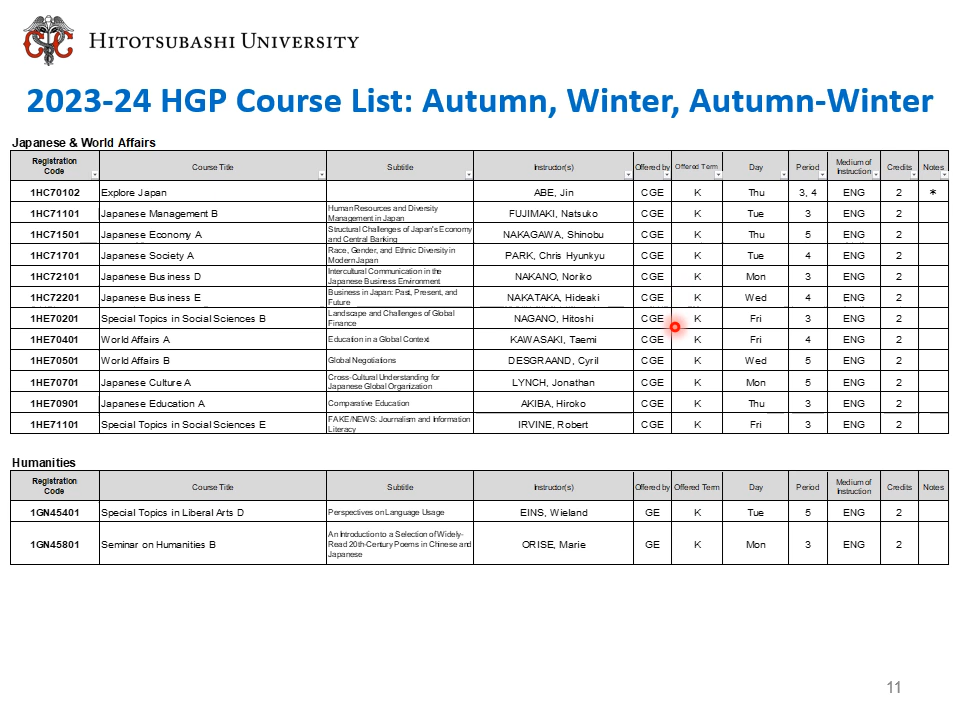 HITOTSUBASHI UNIVERSITY
2023-24 HGP Course List: Autumn, Winter, Autumn-Winter
Japanese & World Affairs
Registration Code Course Title Subtitle Instructor(s) Offered by Offered Term Day Period Medium of Instruction Credits Notes
1HC70102 Explore Japan ABE, Jin CGE K Thu 3, 4 ENG 2 *
1HC71101 Japanese Management B Human Resources and Diversity Management in Japan FUJIMAKI, Natsuko CGE K Tue 3 ENG 2
1HC71501 Japanese Economy A Structural Challenges of Japan's Economy and Central Banking NAKAGAWA, Shinobu CGE K Thu 5 ENG 2
1HC71701 Japanese Society A Race, Gender, and Ethnic Diversity in Modern Japan PARK, Chris Hyunkyu CGE K Tue 4 ENG 2
1HC72101 Japanese Business D Intercultural Communication in the Japanese Business Environment NAKANO, Noriko CGE K Mon 3 ENG 2
1HC72201 Japanese Business E Business in Japan: Past, Present, and Future NAKATAKA, Hideaki CGE K Wed 4 ENG 2
1HE70201 Special Topics in Social Sciences B Landscape and Challenges of Global Finance NAGANO, Hitoshi CGE K Fri 3 ENG 2
1HE70401 World Affairs A Education in a Global Context KAWASAKI, Taemi CGE K Fri 4 ENG 2
1HE70501 World Affairs B Global Negotiations DESGRAND, Cyril CGE K Wed 5 ENG 2
1HE70701 Japanese Culture A Cross-Cultural Understanding for Japanese Global Organization LYNCH, Jonathan CGE K Mon 5 ENG 2
1HE70901 Japanese Education A Comparative Education AKIBA, Hiroko CGE K Thu 3 ENG 2
1HE71101 Special Topics in Social Sciences E FAKE/NEWS: Journalism and Information Literacy IRVINE, Robert CGE K Fri 3 ENG 2
Humanities
Registration Code Course Title Subtitle Instructor(s) Offered by Offered Term Day Period Medium of Instruction Credits Notes
1GN45401 Special Topics in Liberal Arts D Perspectives on Language Usage EINS, Wieland GE K Tue 5 ENG 2
1GN45801 Seminar on Humanities B An Introduction to a Selection of Widely-Read 20th-Century Poems in Chinese and Japanese ORISE, Marie GE K Mon 3 ENG 2
11